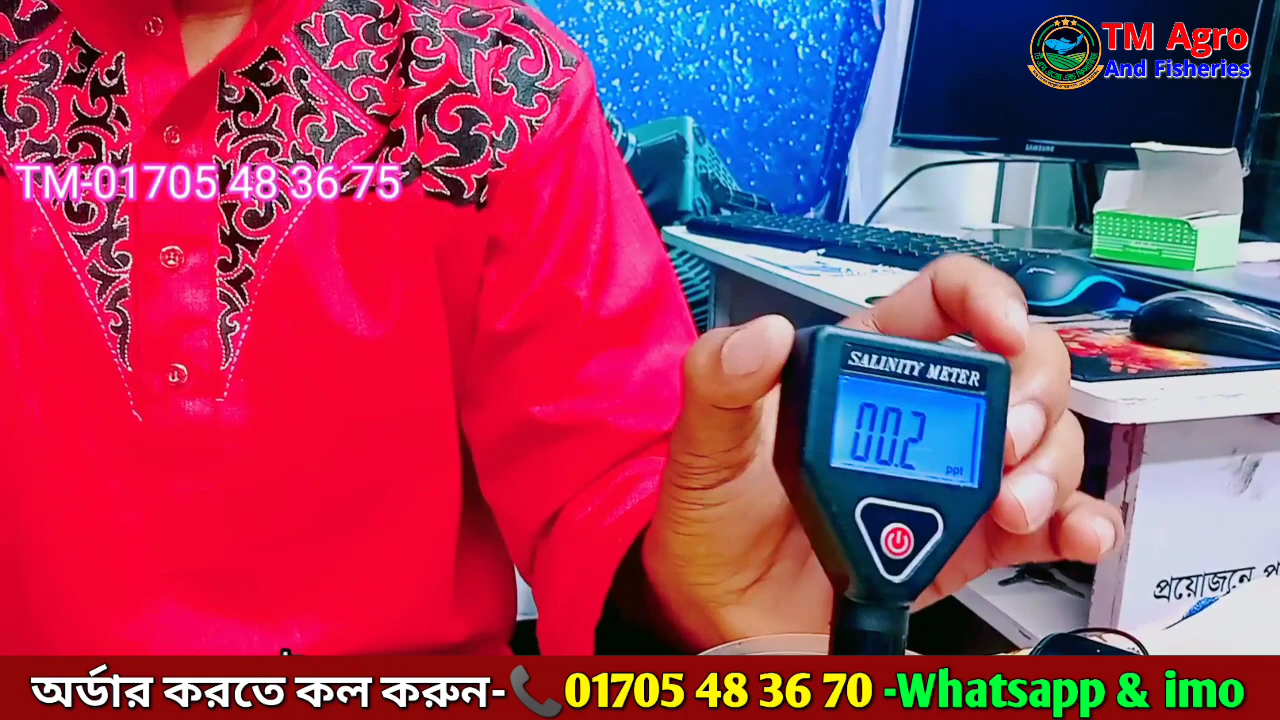 TM Agro
And Fisheries
SAMSUNG
TM-01705 48 36 75
SALINITY METER
00.2
ppt
প্রয়োজনে
অর্ডার করতে কল করুন-📞01705 48 36 70 -Whatsapp & imo